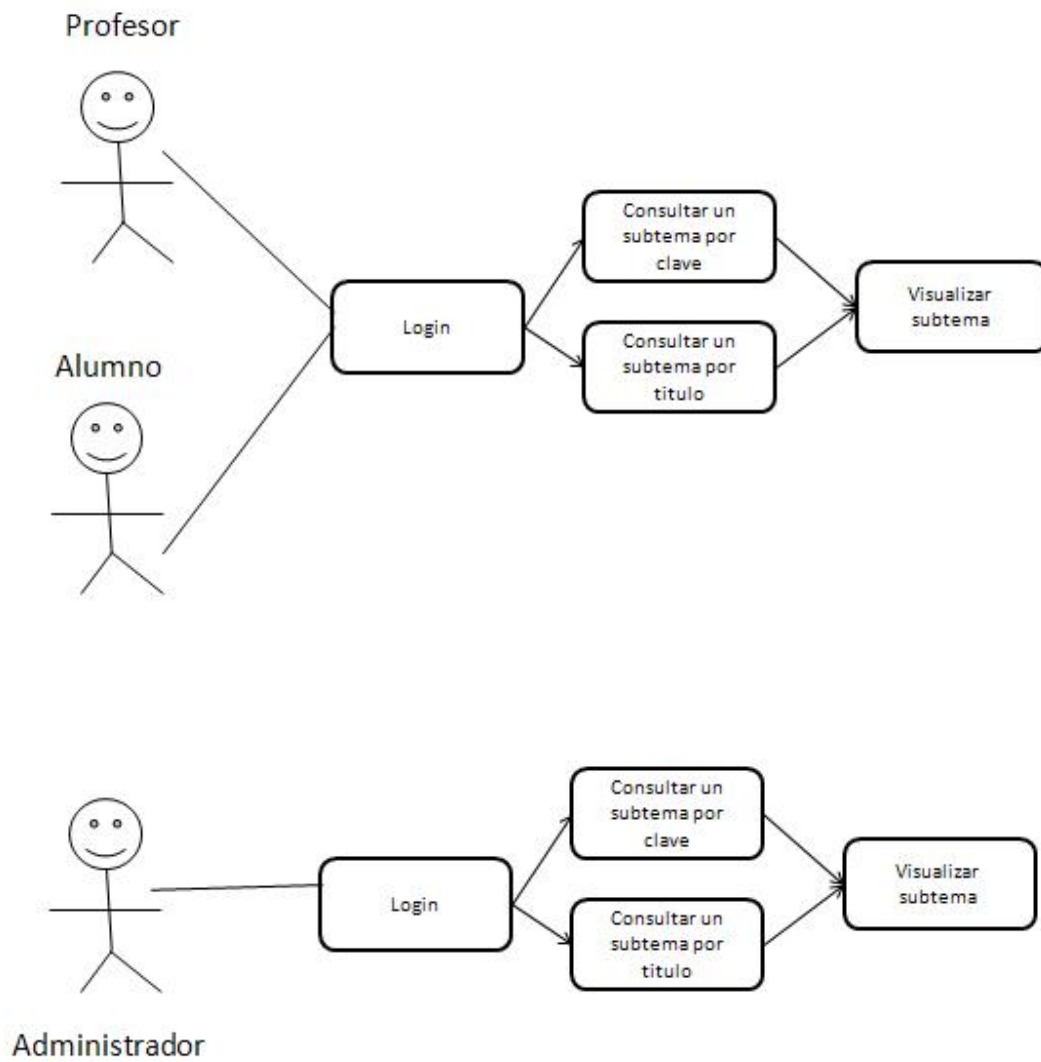 Profesor
Consultar un
subtema por
clave
Visualizar
subtema
Login
Consultar un
subtema por
titulo
Alumno
Consultar un
subtema por
clave
Visualizar
subtema
Login
Consultar un
subtema por
titulo
Administrador